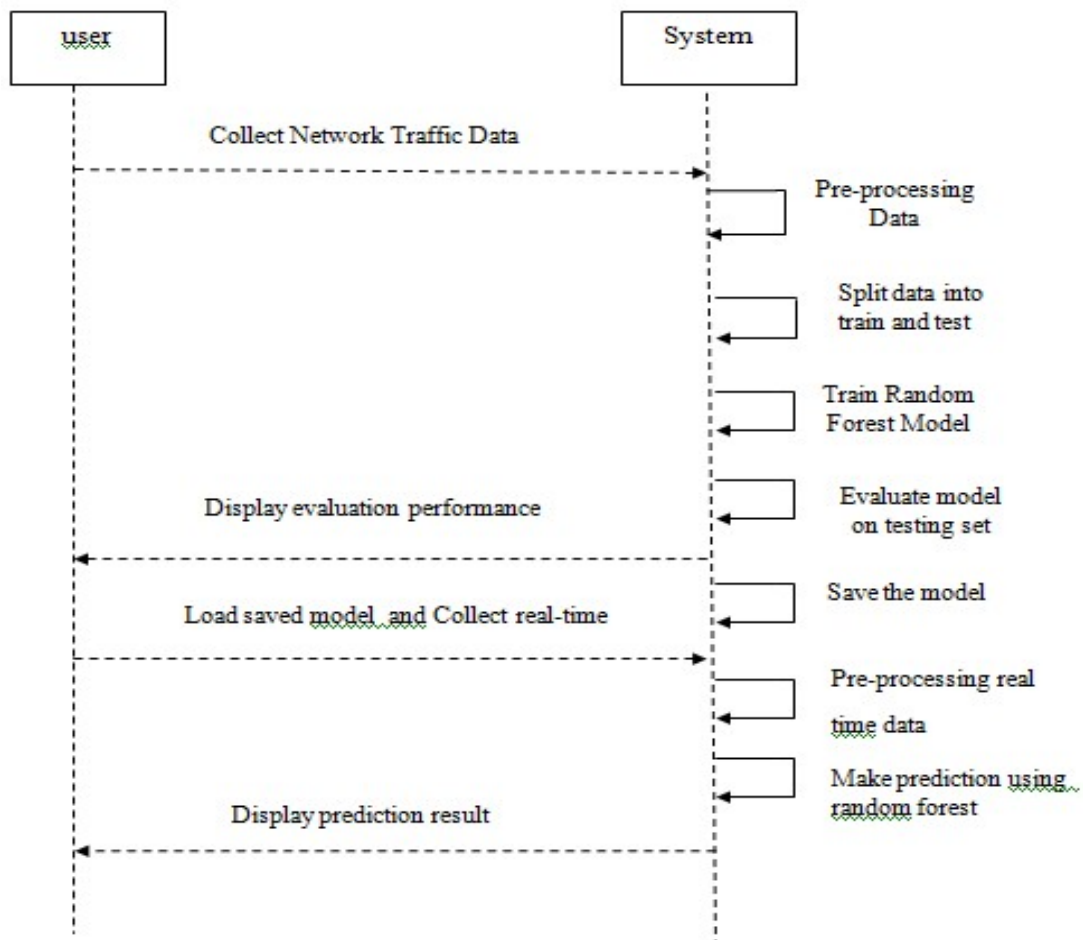 user
System
Collect Network Traffic Data
Pre-processing
Data
Split data into
train and test
Train Random
Forest Model
Evaluate model
on testing set
Display evaluation performance
Save the model
Load saved model and Collect real-time
Pre-processing real
time data
Make prediction using
random forest
Display prediction result